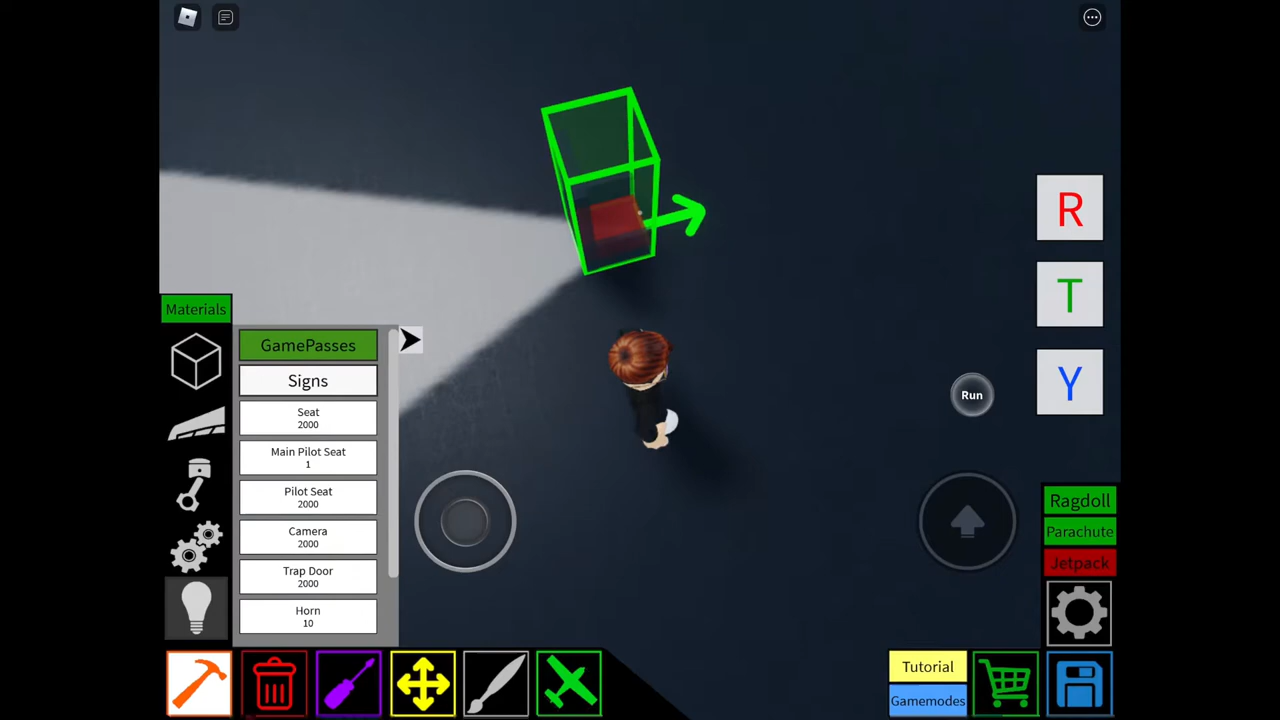 R
T
Materials
GamePasses
Signs
Seat
2000
Main Pilot Seat
1
Run
Y
Pilot Seat
2000
Camera
2000
Trap Door
2000
Horn
10
Ragdoll
Parachute
Jetpack
Tutorial
Gamemodes